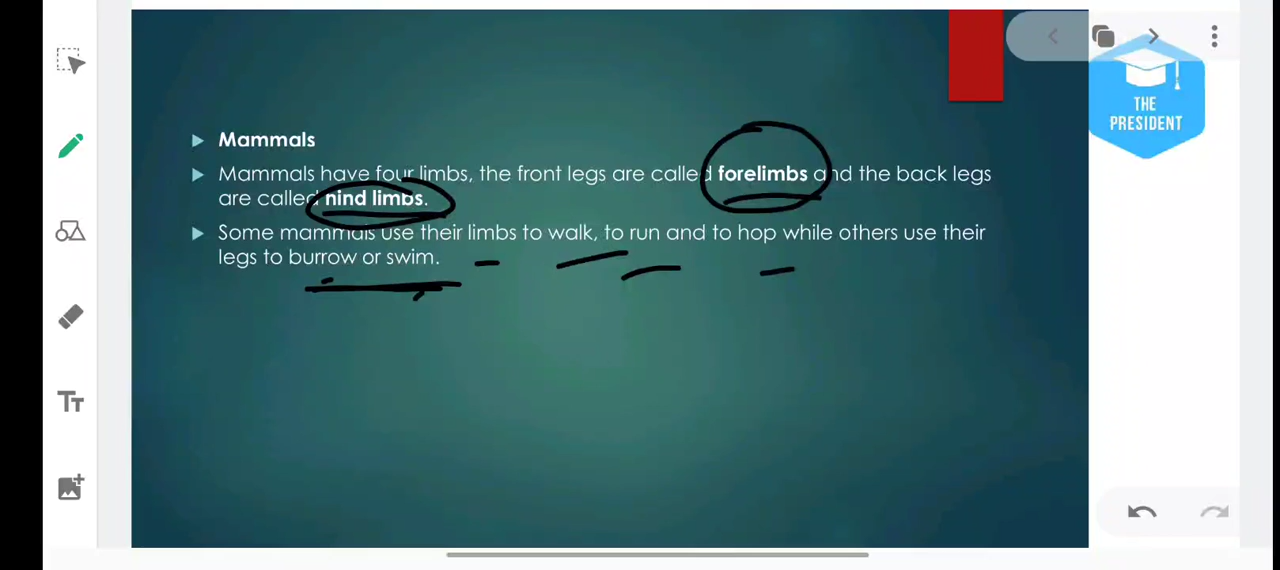 THE
PRESIDENT
Mammals
Mammals have four limbs, the front legs are called forelimbs and the back legs
are called nind limbs.
Some mammals use their limbs to walk, to run and to hop while others use their
legs to burrow or swim.
TT